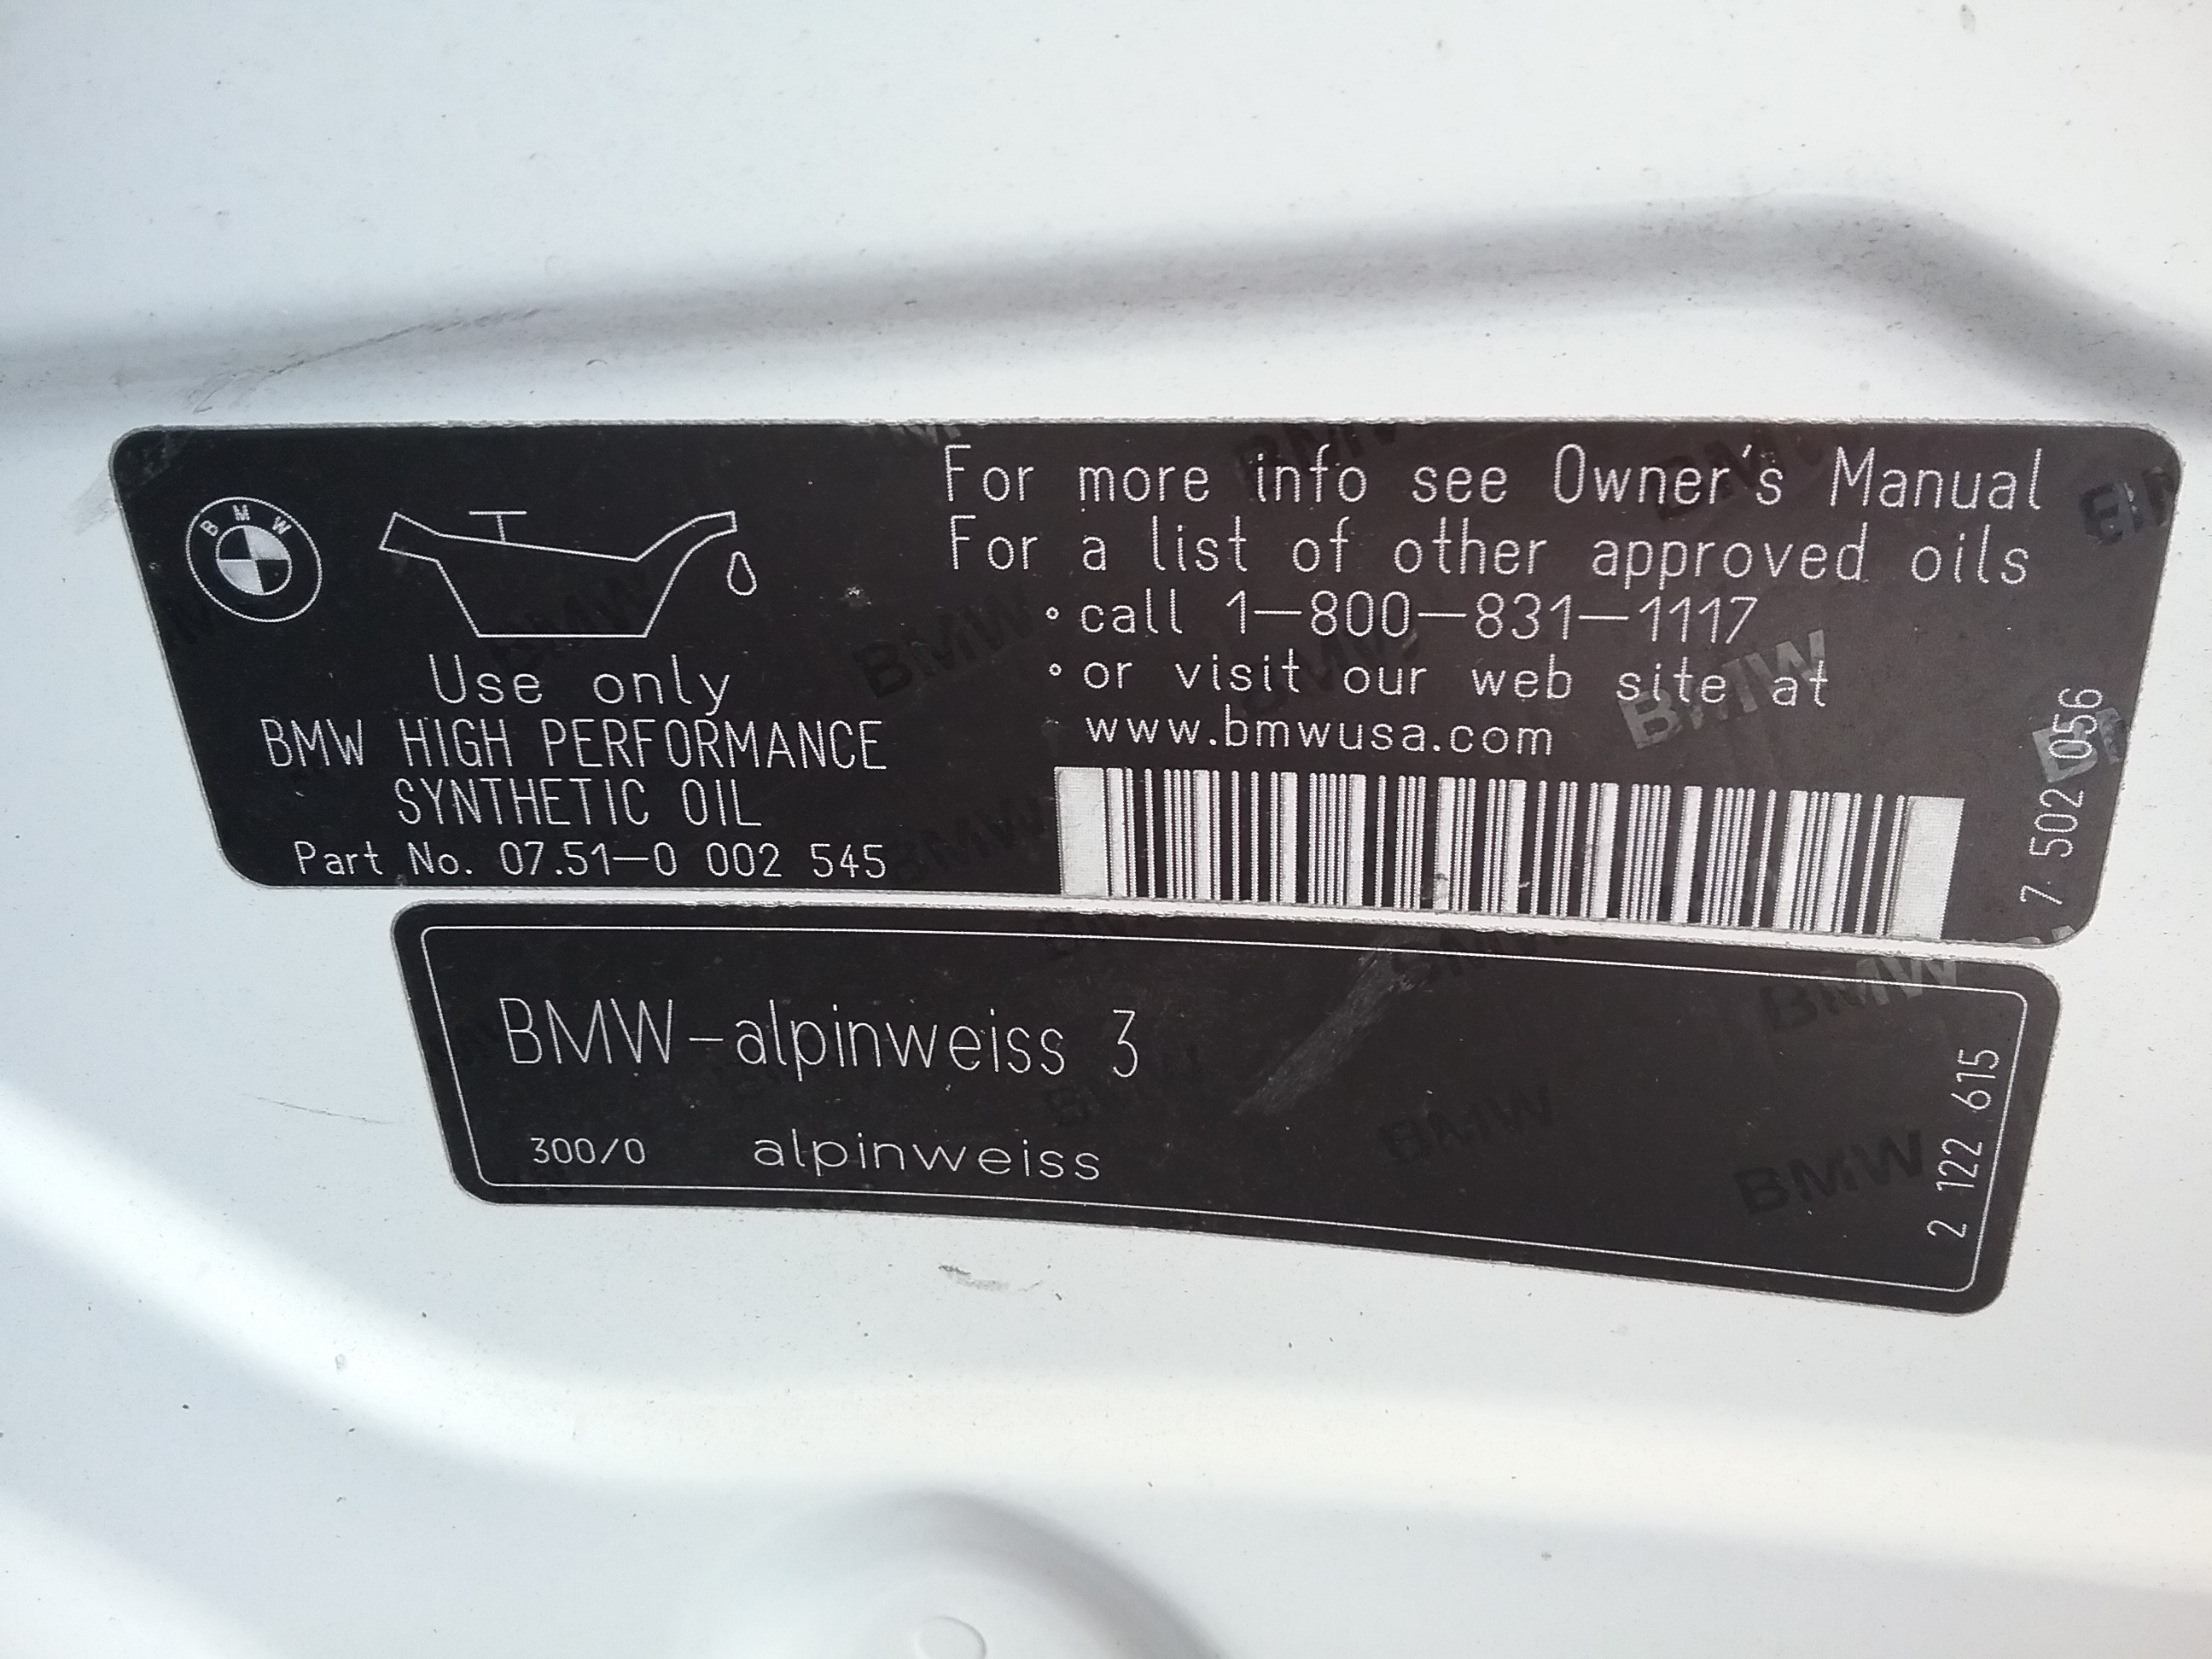 BMW
Use only
BMW HIGH PERFORMANCE
SYNTHETIC OIL
Part No. 07.51-0 002 545
For more info see Owner's Manual
For a list of other approved oils
• call 1-800-831-1117
• or visit our web site at
www.bmwusa.com
7 502 056
BMW-alpinweiss 3
300/0 alpinweiss
2 122 615